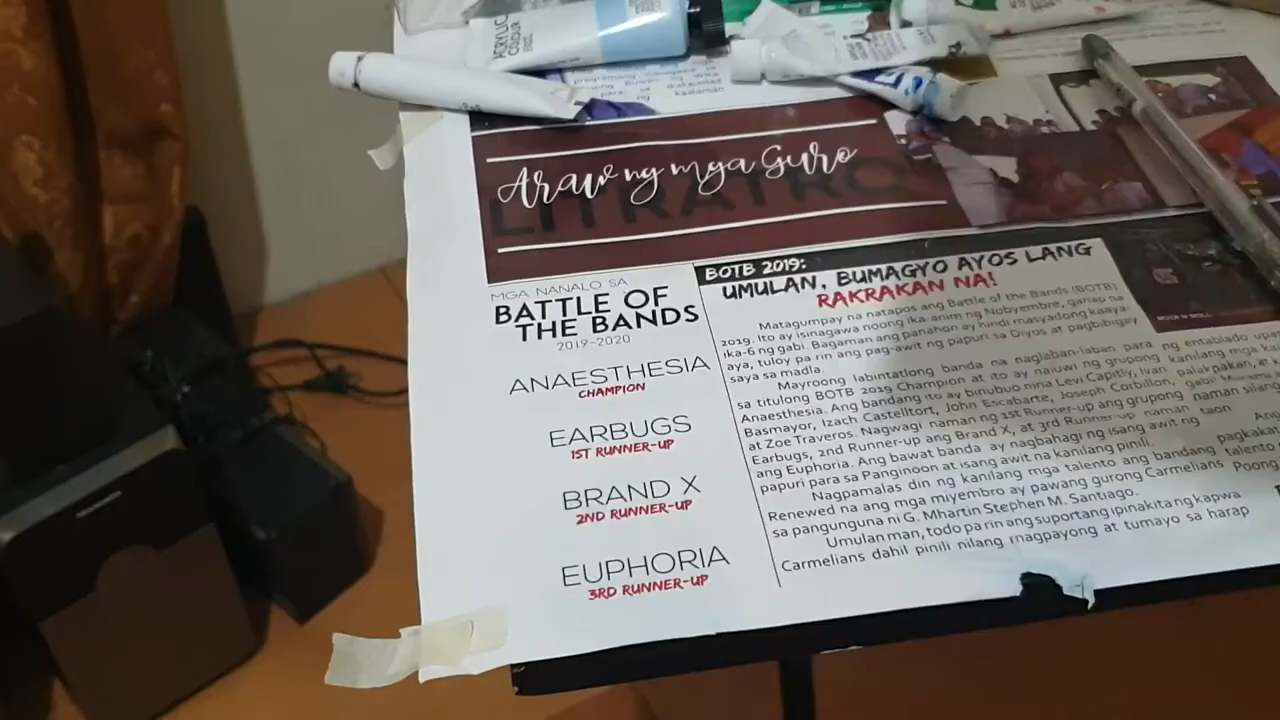 ACRYLIC
COLOUR
Araw ng mga Guro
LITRATRO
MGA NANALO SA
BATTLE OF
THE BANDS
2019-2020
ANAESTHESIA
CHAMPION
EARBUGS
1ST RUNNER-UP
BRAND X
2ND RUNNER-UP
EUPHORIA
3RD RUNNER-UP
BOTB 2019:
UMULAN, BUMAGYO AYOS LANG
RAKRAKAN NA!
Matagumpay na natapos ang Battle of the Bands (BOTB)
2019. Ito ay isinagawa noong ika-anim ng Nobyembre, ganap na
ika-6 ng gabi. Bagaman ang panahon ay hindi masyadong kaaya-
aya, tuloy pa rin ang pag-awit ng papuri sa Diyos at pagbibigay
saya sa madla.
Mayroong labintatlong banda na naglaban-laban para
sa titulong BOTB 2019 Champion at ito ay naiuwi ng grupong
Anaesthesia. Ang bandang ito ay binubuo nina Levi Capitly, Ivan
Basmayor, Izach Castelltort, John Escabarte, Joseph Corbillon,
at Zoe Traveros. Nagwagi naman ng 1st Runner-up ang grupong
Earbugs, 2nd Runner-up ang Brand X, at 3rd Runner-up naman
ang Euphoria. Ang bawat banda ay nagbahagi ng isang awit ng
papuri para sa Panginoon at isang awit na kanilang pinili.
Nagpamalas din ng kanilang mga talento ang bandang
Renewed na ang mga miyembro ay pawang gurong Carmelians
sa pangunguna ni G. Mhartin Stephen M. Santiago.
Umulan man, todo pa rin ang suportang ipinakita ng kapwa
Carmelians dahil pinili nilang magpayong at tumayo sa harap
ng entablado
kanilang mga
naman silang
taon
talento
ROCK N ROLL